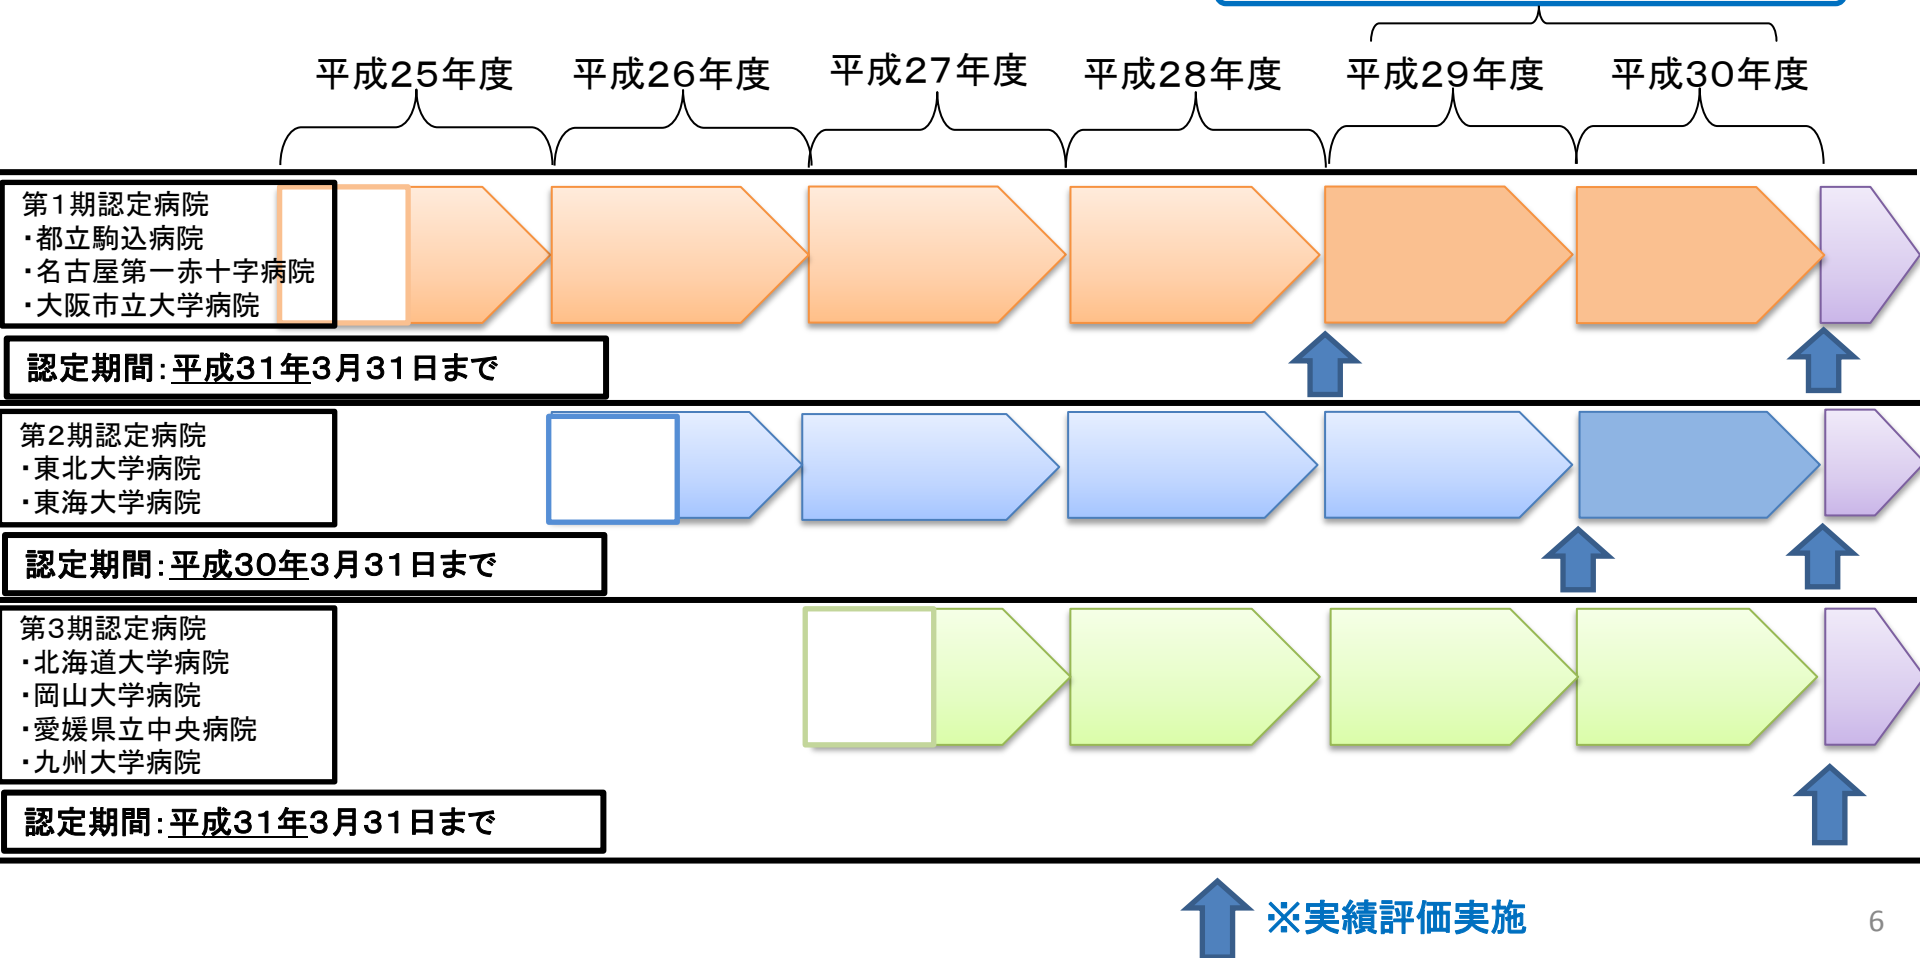 平成25年度
平成26年度
平成27年度
平成28年度
平成29年度
平成30年度
第1期認定病院
・都立駒込病院
・名古屋第一赤十字病院
・大阪市立大学病院
認定期間:平成31年3月31日まで
第2期認定病院
・東北大学病院
・東海大学病院
認定期間:平成30年3月31日まで
第3期認定病院
・北海道大学病院
・岡山大学病院
・愛媛県立中央病院
・九州大学病院
認定期間:平成31年3月31日まで
※実績評価実施
6